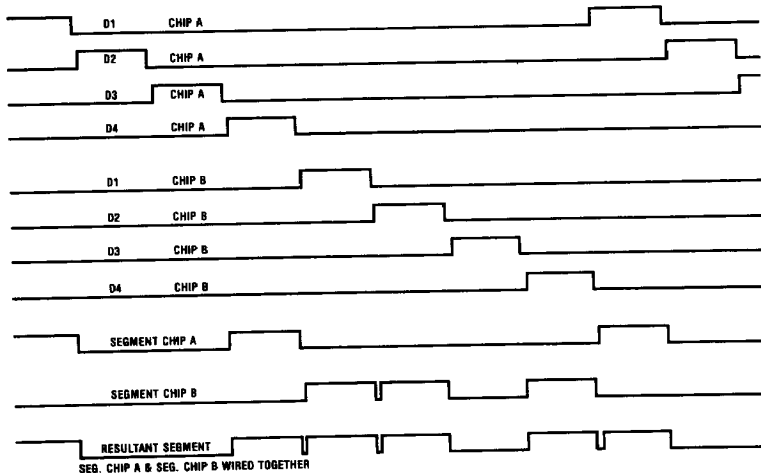 D1 CHIP A
D2 CHIP A
D3 CHIP A
D4 CHIP A
D1 CHIP B
D2 CHIP B
D3 CHIP B
D4 CHIP B
SEGMENT CHIP A
SEGMENT CHIP B
RESULTANT SEGMENT
SEG. CHIP A & SEG. CHIP B WIRED TOGETHER